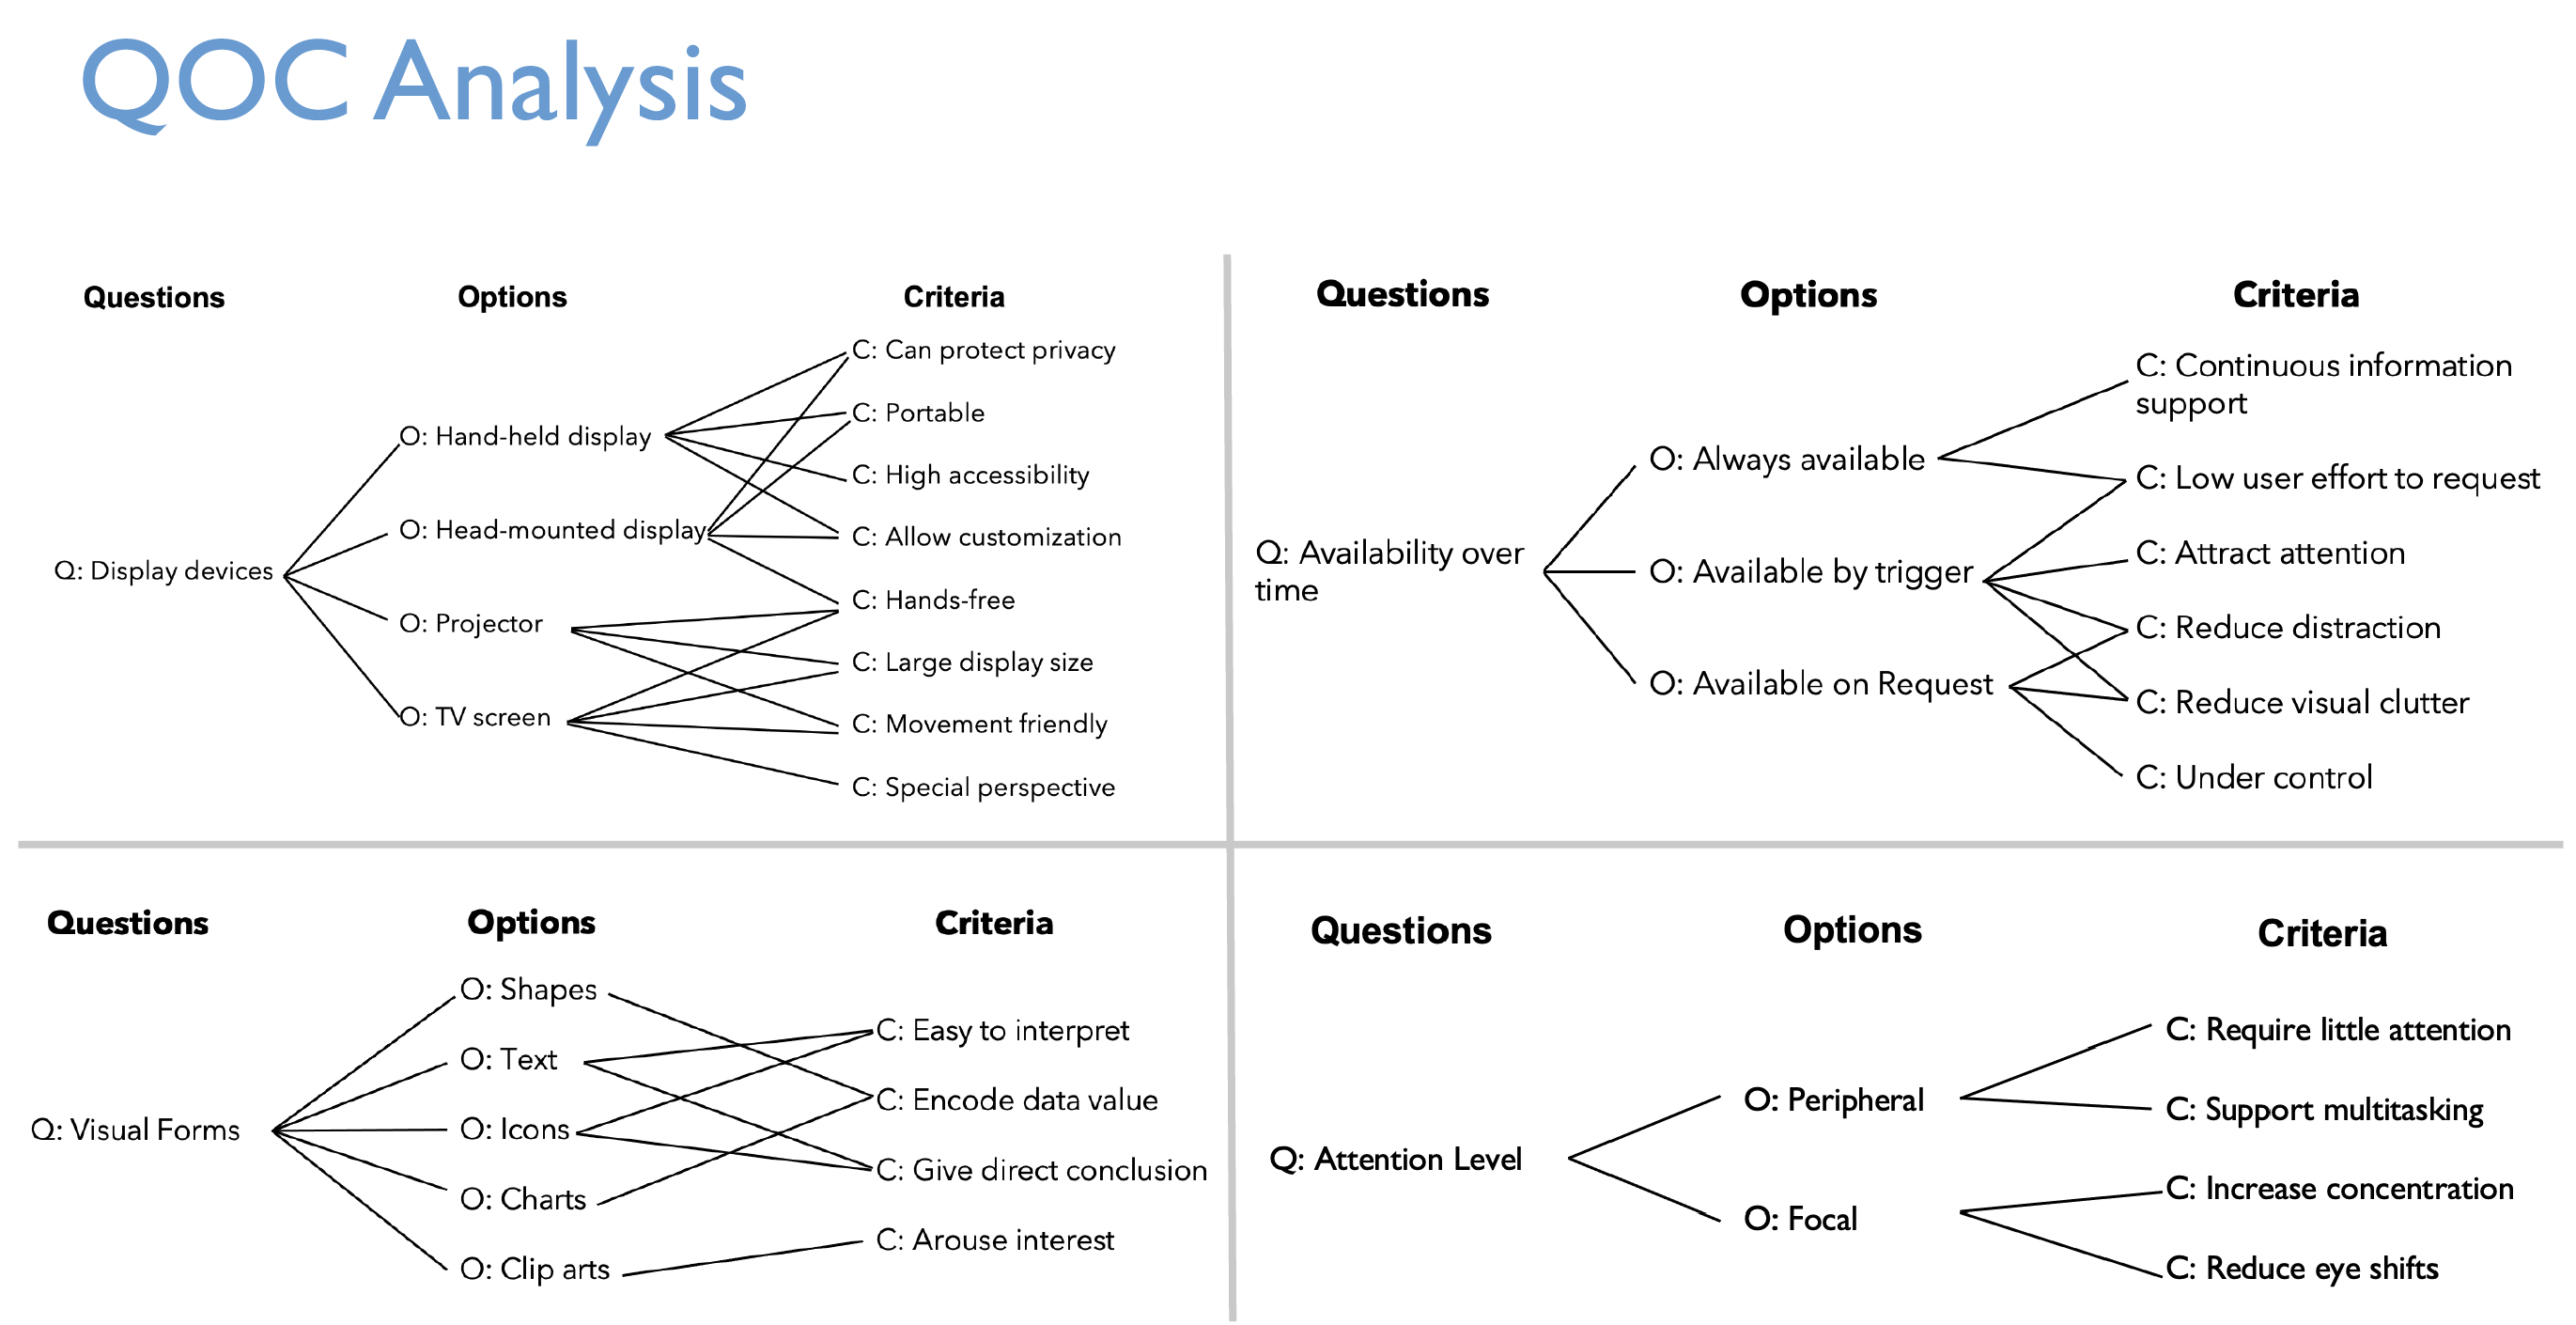 QOC Analysis
Questions
Options
Criteria
Q: Display devices
O: Hand-held display
O: Head-mounted display
O: Projector
O: TV screen
C: Can protect privacy
C: Portable
C: High accessibility
C: Allow customization
C: Hands-free
C: Large display size
C: Movement friendly
C: Special perspective
Questions
Options
Criteria
Q: Availability over
time
O: Always available
O: Available by trigger
O: Available on Request
C: Continuous information
support
C: Low user effort to request
C: Attract attention
C: Reduce distraction
C: Reduce visual clutter
C: Under control
Questions
Options
Criteria
Q: Visual Forms
O: Shapes
O: Text
O: Icons
O: Charts
O: Clip arts
C: Easy to interpret
C: Encode data value
C: Give direct conclusion
C: Arouse interest
Questions
Options
Criteria
Q: Attention Level
O: Peripheral
O: Focal
C: Require little attention
C: Support multitasking
C: Increase concentration
C: Reduce eye shifts